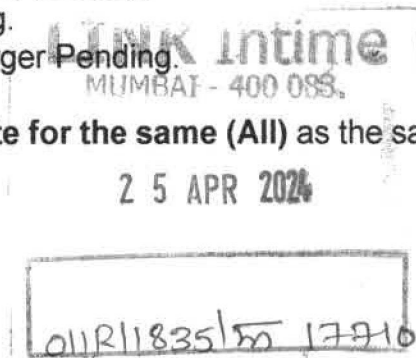 g.
ger Pending.
LINK Intime
MUMBAI - 400 083.
te for the same (All) as the sa
2 5 APR 2024